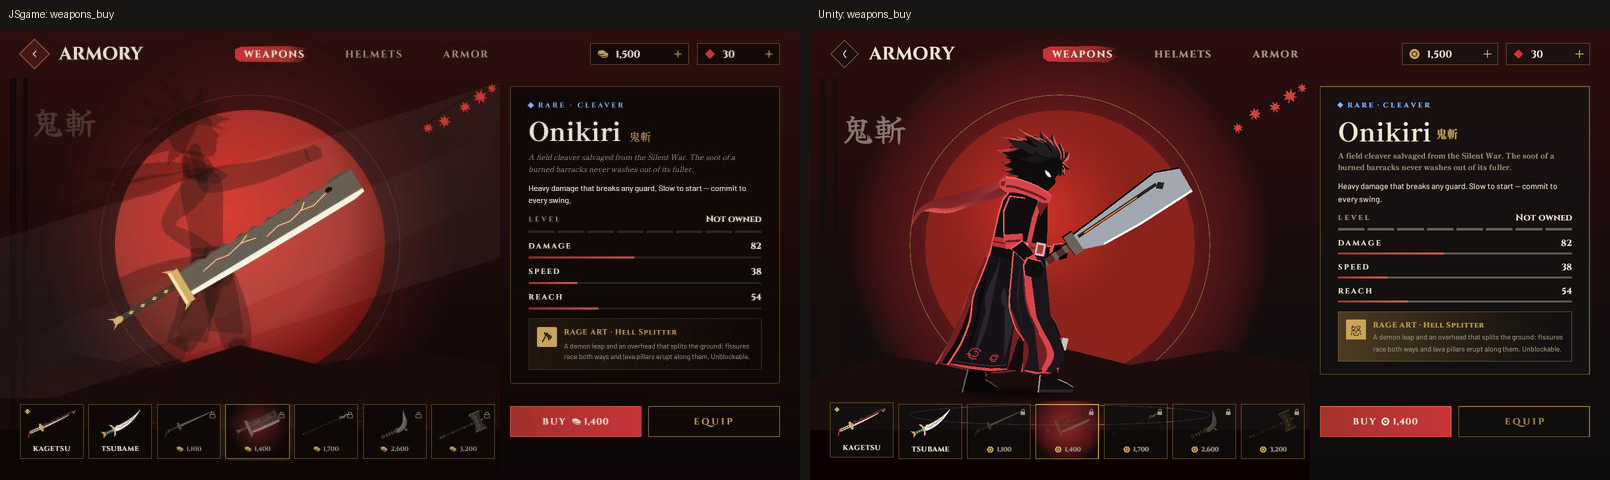 JSgame: weapons_buy
ARMORY
WEAPONS
HELMETS
ARMOR
1,500 +
30 +
鬼斬
RARE · CLEAVER
Onikiri 鬼斬
A field cleaver salvaged from the Silent War. The soot of a
burned barracks never washes out of its fuller.
Heavy damage that breaks any guard. Slow to start – commit to
every swing.
LEVEL NOT OWNED
DAMAGE 82
SPEED 38
REACH 54
RAGE ART · HELL SPLITTER
A demon leap and an overhead that splits the ground: fissures
race both ways and lava pillars erupt along them. Unblockable.
KAGETSU
TSUBAME
1,100
1,400
1,700
2,600
3,200
BUY 1,400
EQUIP
Unity: weapons_buy
ARMORY
WEAPONS
HELMETS
ARMOR
1,500 +
30 +
鬼斬
RARE · CLEAVER
Onikiri 鬼斬
A field cleaver salvaged from the Silent War. The soot of a
burned barracks never washes out of its fuller.
Heavy damage that breaks any guard. Slow to start – commit to
every swing.
LEVEL NOT OWNED
DAMAGE 82
SPEED 38
REACH 54
RAGE ART · HELL SPLITTER
A demon leap and an overhead that splits the ground: fissures
race both ways and lava pillars erupt along them. Unblockable.
KAGETSU
TSUBAME
1,100
1,400
1,700
2,600
3,200
BUY 1,400
EQUIP